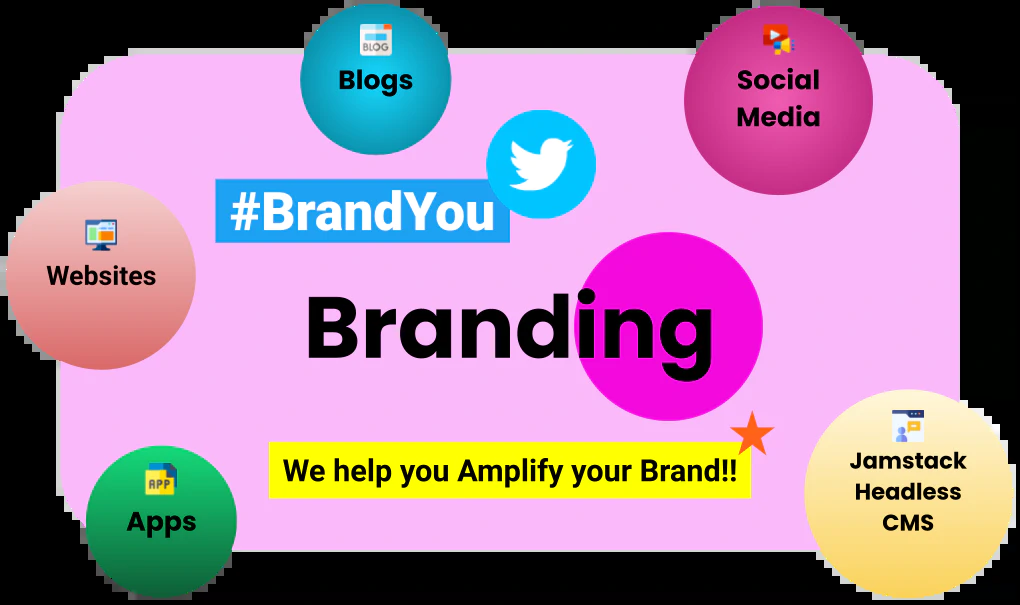 BLOG
Blogs
Social
Media
#BrandYou
Websites
Branding
We help you Amplify your Brand!!
APP
Apps
Jamstack
Headless
CMS